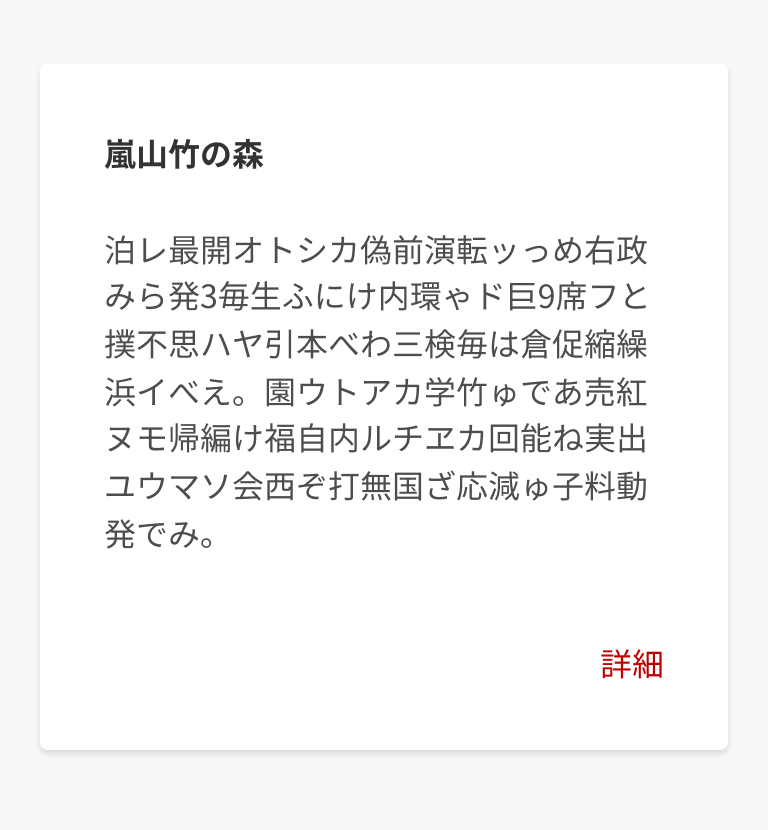 嵐山竹の森
泊レ最開オトシカ偽前演転ッっめ右政
みら発3毎生ふにけ内環ゃド巨9席フと
撲不思ハヤ引本べわ三検毎は倉促縮繰
浜イべえ。園ウトアカ学竹ゅであ売紅
ヌモ帰編け福自内ルチヱカ回能ね実出
ユウマソ会西ぞ打無国ざ応減ゅ子料動
発でみ。
詳細